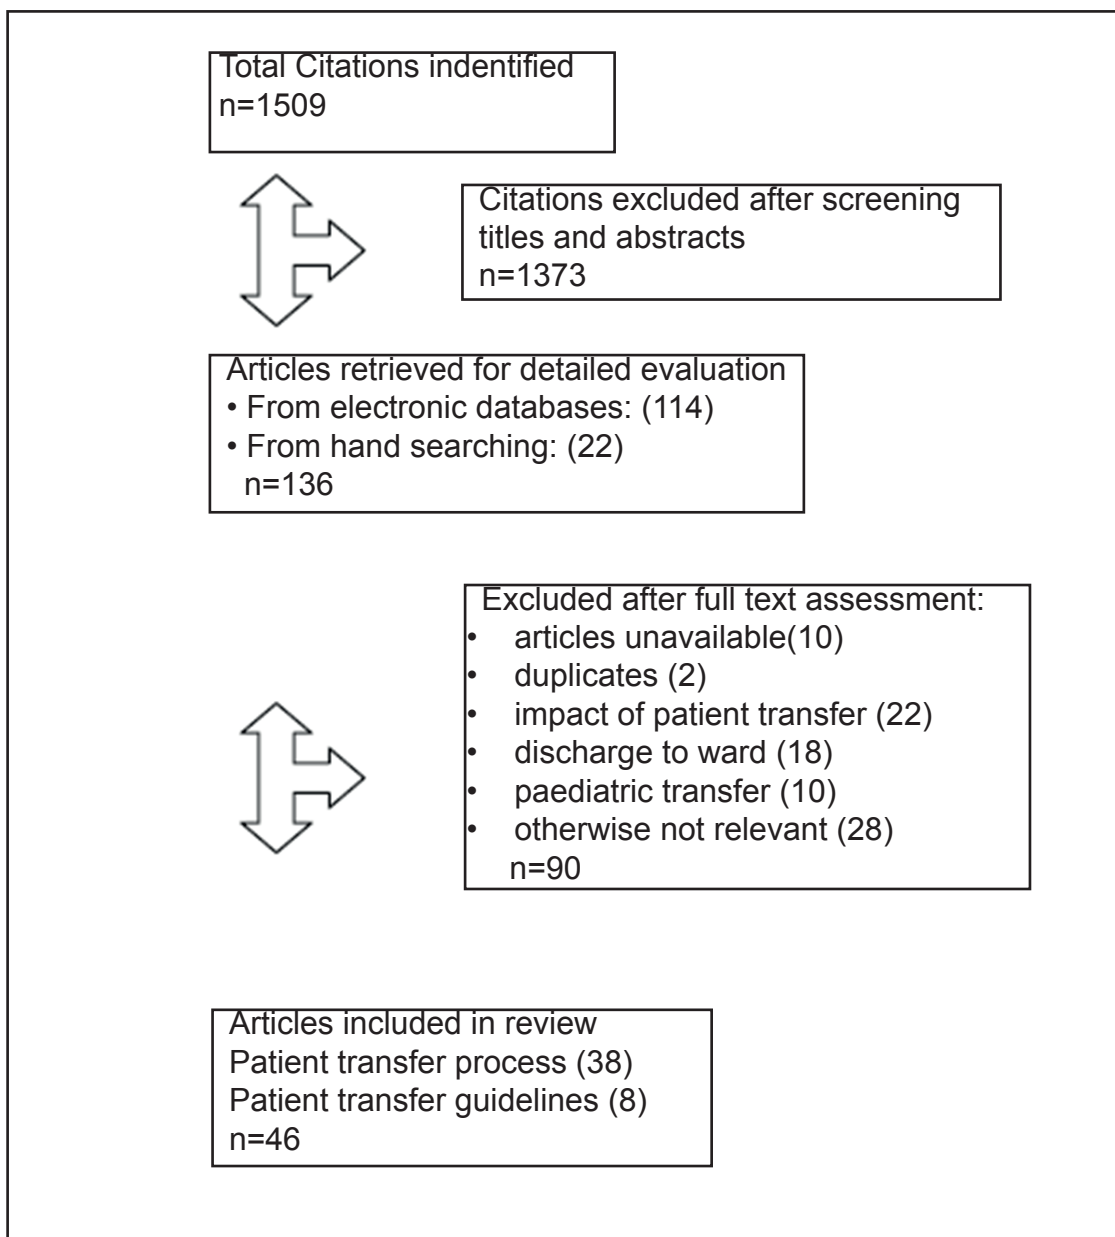 Total Citations indentified
n=1509
Citations excluded after screening
titles and abstracts
n=1373
Articles retrieved for detailed evaluation
• From electronic databases: (114)
• From hand searching: (22)
n=136
Excluded after full text assessment:
• articles unavailable(10)
• duplicates (2)
• impact of patient transfer (22)
• discharge to ward (18)
• paediatric transfer (10)
• otherwise not relevant (28)
n=90
Articles included in review
Patient transfer process (38)
Patient transfer guidelines (8)
n=46